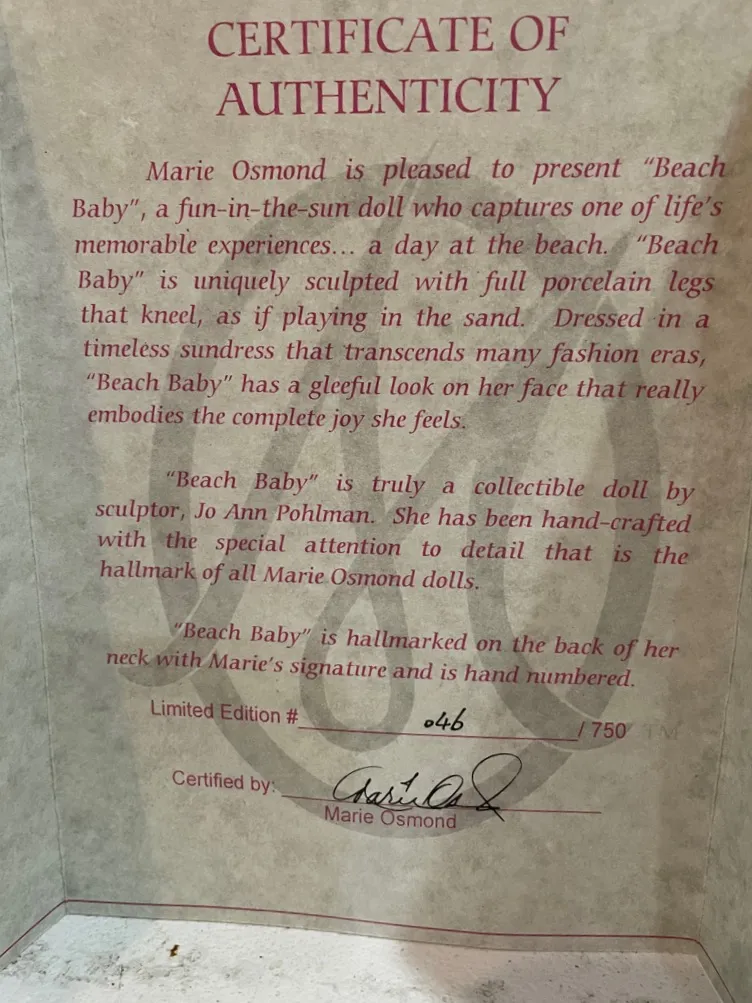 CERTIFICATE OF
AUTHENTICITY
Marie Osmond is pleased to present “Beach
Baby”, a fun-in-the-sun doll who captures one of life’s
memorable experiences... a day at the beach. “Beach
Baby” is uniquely sculpted with full porcelain legs
that kneel, as if playing in the sand. Dressed in a
timeless sundress that transcends many fashion eras,
“Beach Baby” has a gleeful look on her face that really
embodies the complete joy she feels.
“Beach Baby” is truly a collectible doll by
sculptor, Jo Ann Pohlman. She has been hand-crafted
with the special attention to detail that is the
hallmark of all Marie Osmond dolls.
“Beach Baby” is hallmarked on the back of her
neck with Marie’s signature and is hand numbered.
Limited Edition # 046 / 750 TM
Certified by: Marie Os
Marie Osmond